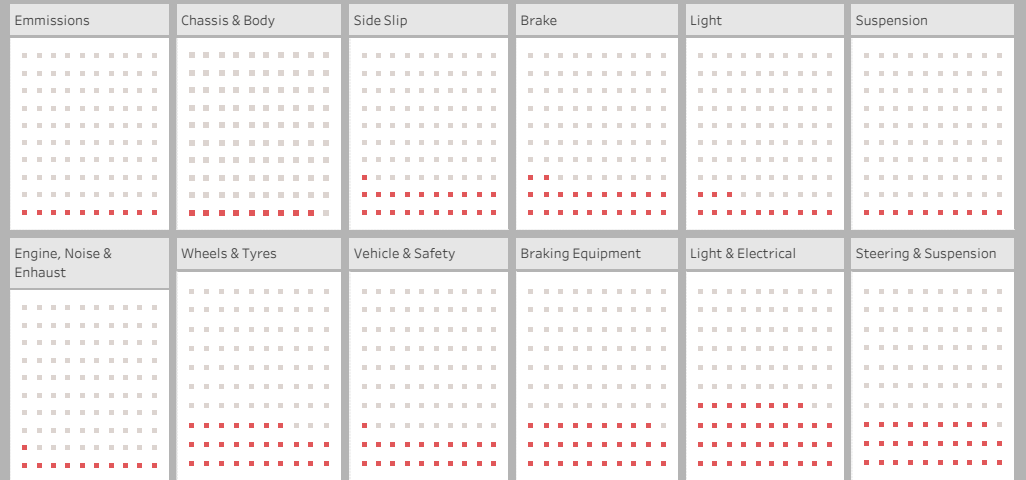 Emmissions
Chassis & Body
Side Slip
Brake
Light
Suspension
Engine, Noise &
Enhaust
Wheels & Tyres
Vehicle & Safety
Braking Equipment
Light & Electrical
Steering & Suspension